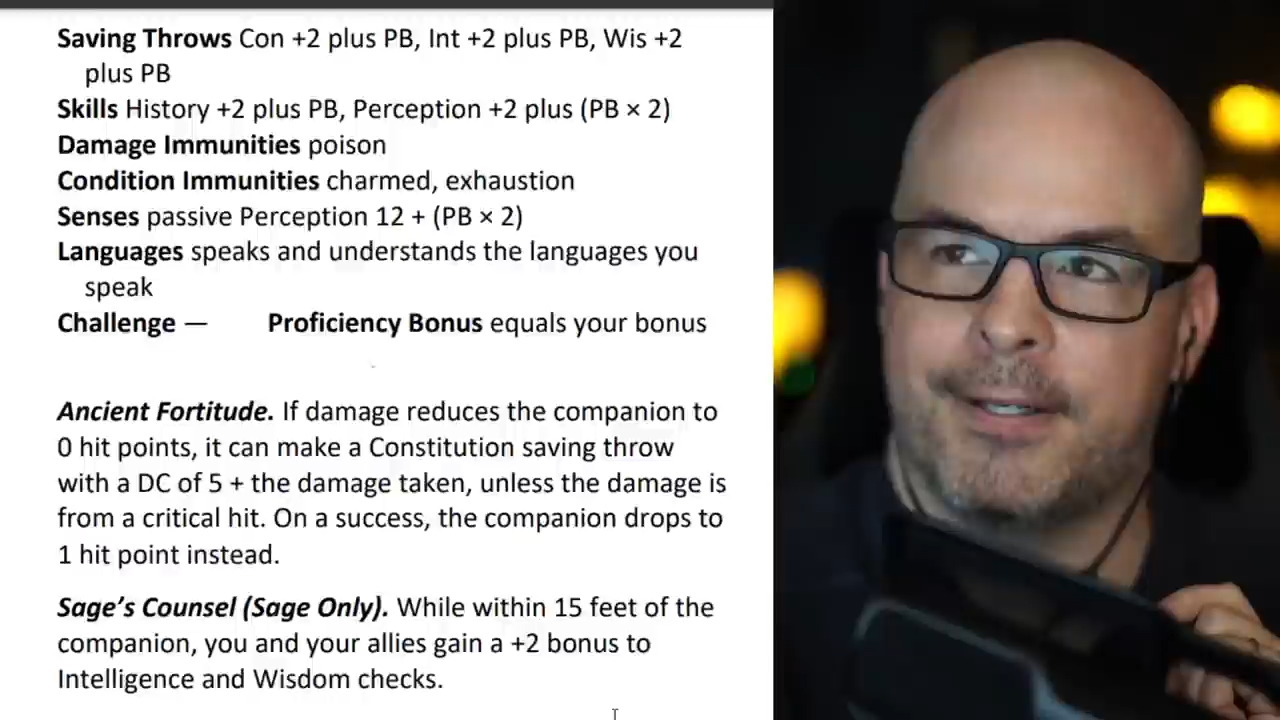 Saving Throws Con +2 plus PB, Int +2 plus PB, Wis +2
plus PB
Skills History +2 plus PB, Perception +2 plus (PB × 2)
Damage Immunities poison
Condition Immunities charmed, exhaustion
Senses passive Perception 12 + (PB × 2)
Languages speaks and understands the languages you
speak
Challenge — Proficiency Bonus equals your bonus
Ancient Fortitude. If damage reduces the companion to
0 hit points, it can make a Constitution saving throw
with a DC of 5 + the damage taken, unless the damage is
from a critical hit. On a success, the companion drops to
1 hit point instead.
Sage’s Counsel (Sage Only). While within 15 feet of the
companion, you and your allies gain a +2 bonus to
Intelligence and Wisdom checks.